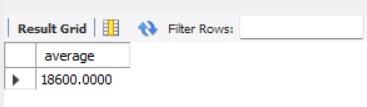 Result Grid Filter Rows:
average
18600.0000